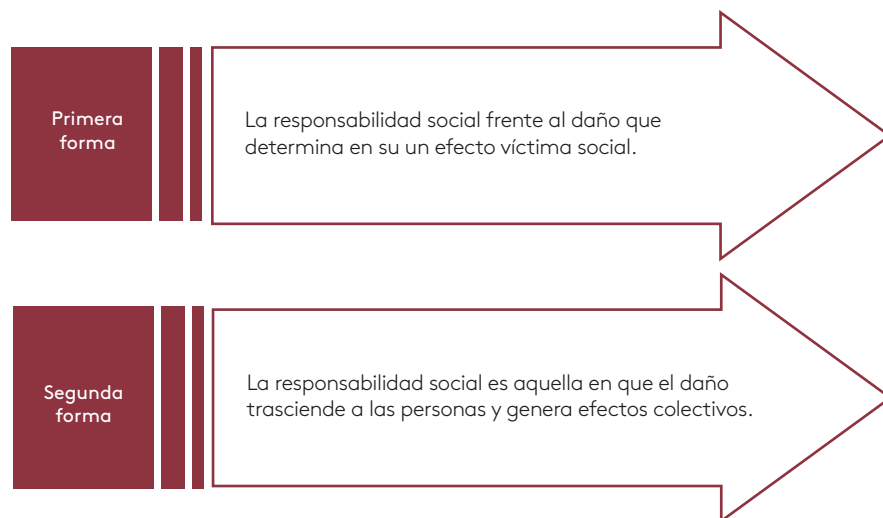 Primera
forma
La responsabilidad social frente al daño que
determina en su un efecto víctima social.
Segunda
forma
La responsabilidad social es aquella en que el daño
trasciende a las personas y genera efectos colectivos.